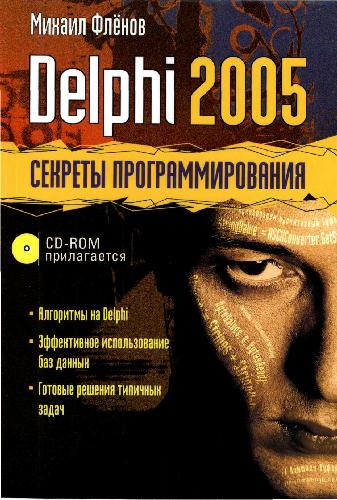 Михаил Флёнов
Delphi 2005
СЕКРЕТЫ ПРОГРАММИРОВАНИЯ
CD-ROM
прилагается
• Алгоритмы на Delphi
• Эффективное использование
баз данных
• Готовые решения типичных
задач